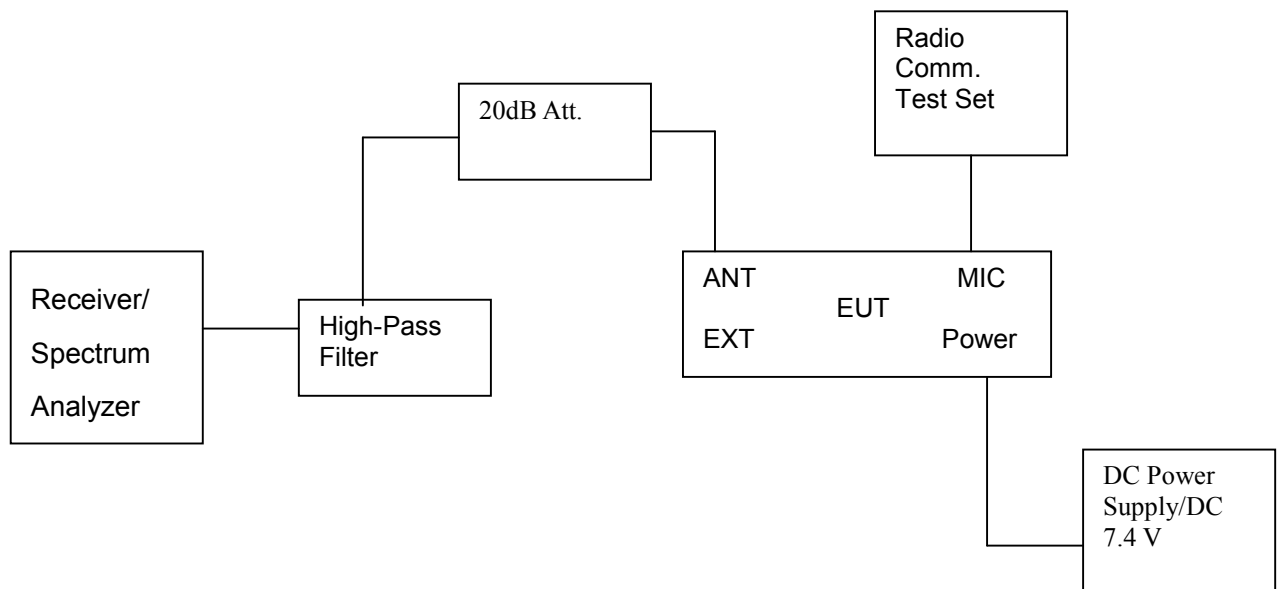 Radio
Comm.
Test Set
20dB Att.
Receiver/
Spectrum
Analyzer
High-Pass
Filter
ANT
MIC
EUT
EXT
Power
DC Power
Supply/DC
7.4 V